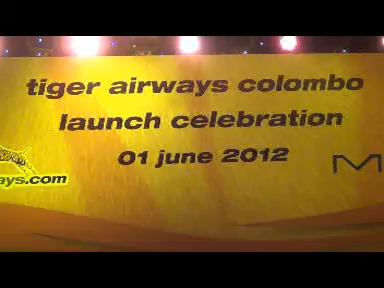 tiger airways colombo
launch celebration
01 june 2012
ays.com